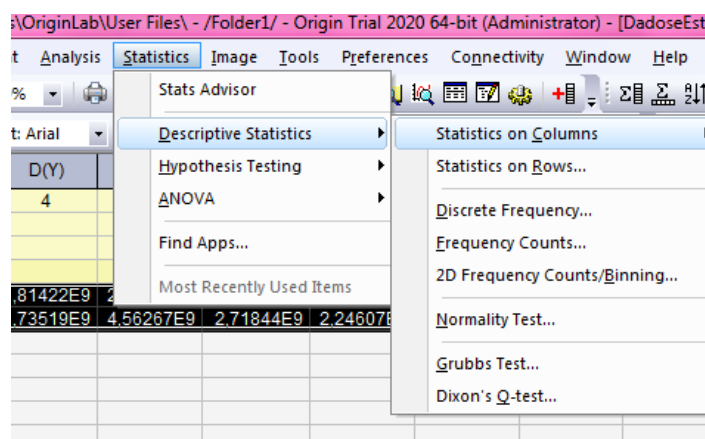 s\OriginLab\User Files\ - /Folder1/ - Origin Trial 2020 64-bit (Administrator) - [DadoseEst
t Analysis Statistics Image Tools Preferences Connectivity Window Help
%
Stats Advisor
t: Arial
Descriptive Statistics
Statistics on Columns
D(Y)
Hypothesis Testing
Statistics on Rows...
4
ANOVA
Discrete Frequency...
Find Apps...
Frequency Counts...
2D Frequency Counts/Binning...
Most Recently Used Items
,81422E9 2
,73519E9 4,56267E9 2,71844E9 2,24607E
Normality Test...
Grubbs Test...
Dixon's Q-test...